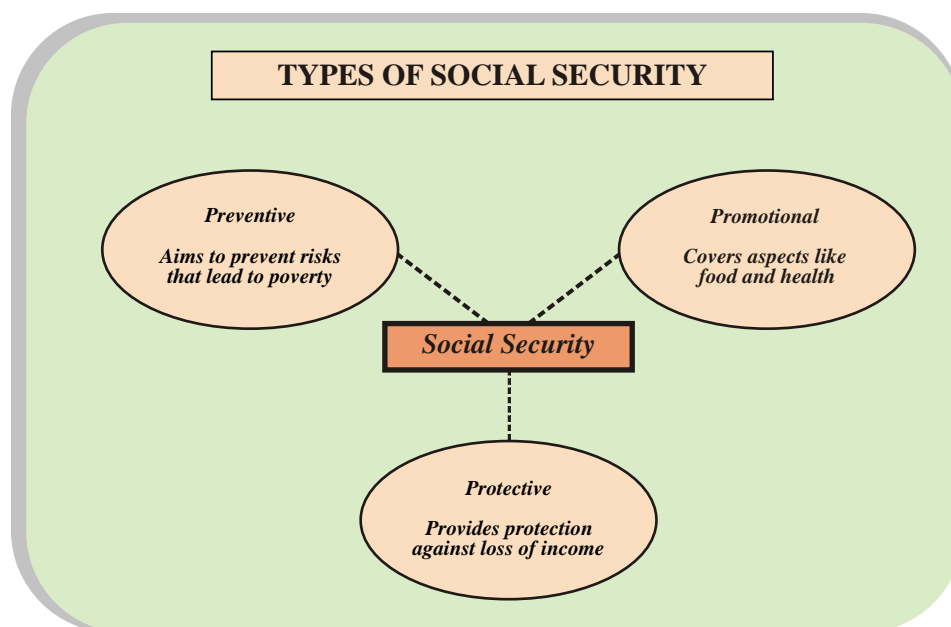 TYPES OF SOCIAL SECURITY
Preventive
Aims to prevent risks
that lead to poverty
Promotional
Covers aspects like
food and health
Social Security
Protective
Provides protection
against loss of income